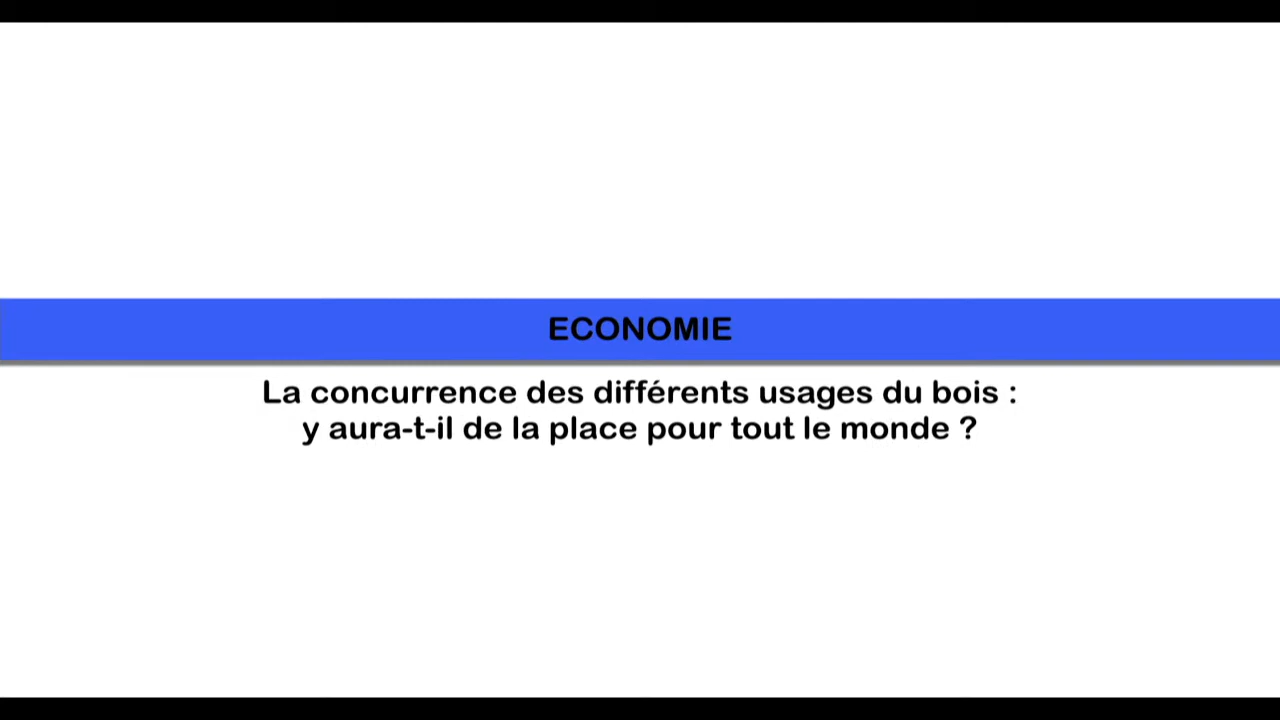 ECONOMIE
La concurrence des différents usages du bois :
y aura-t-il de la place pour tout le monde ?